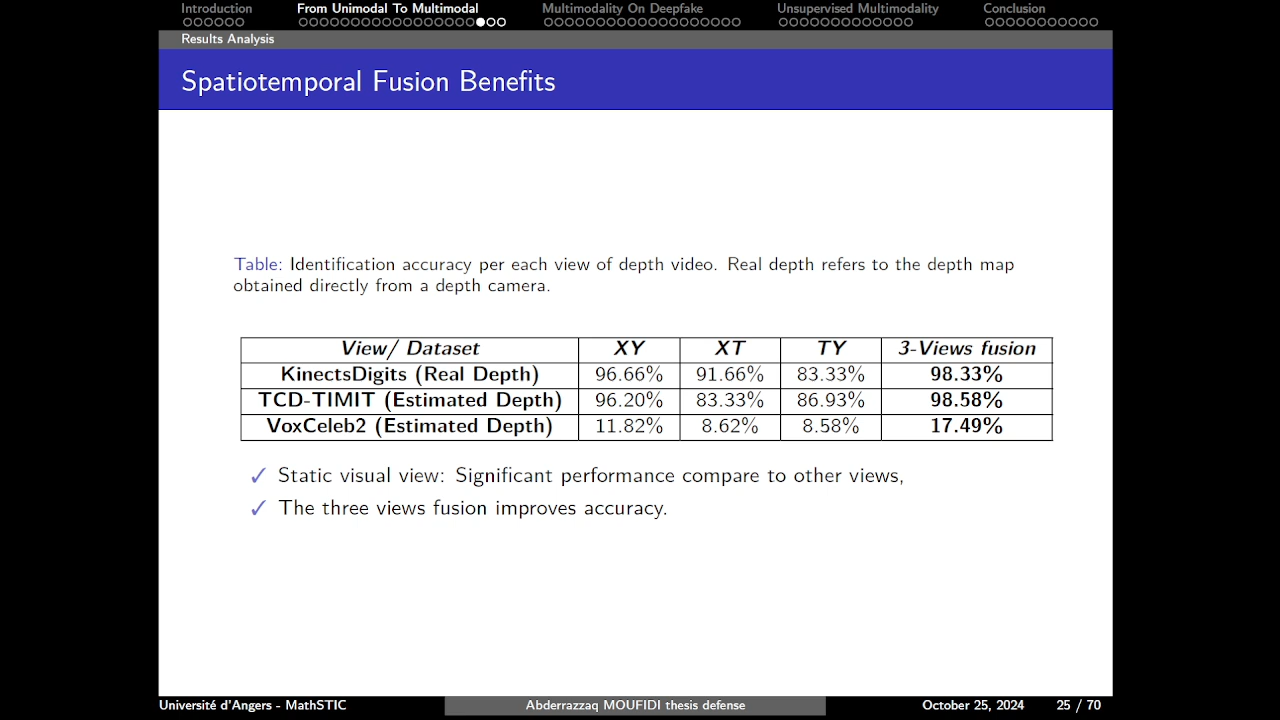 Introduction From Unimodal To Multimodal Multimodality On Deepfake Unsupervised Multimodality Conclusion
Results Analysis
Spatiotemporal Fusion Benefits
Table: Identification accuracy per each view of depth video. Real depth refers to the depth map
obtained directly from a depth camera.
View/ Dataset XY XT TY 3-Views fusion
KinectsDigits (Real Depth) 96.66% 91.66% 83.33% 98.33%
TCD-TIMIT (Estimated Depth) 96.20% 83.33% 86.93% 98.58%
VoxCeleb2 (Estimated Depth) 11.82% 8.62% 8.58% 17.49%
✓ Static visual view: Significant performance compare to other views,
✓ The three views fusion improves accuracy.
Université d'Angers - MathSTIC Abderrazzaq MOUFIDI thesis defense October 25, 2024 25 / 70